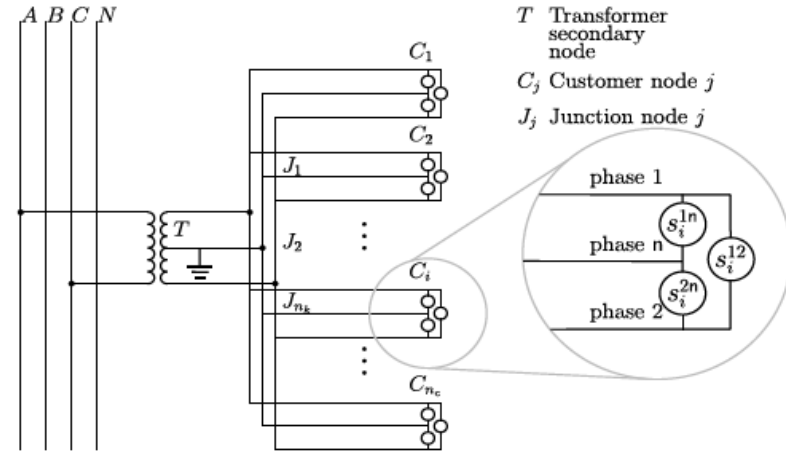 A B C N
T Transformer
secondary
node
C_j Customer node j
J_j Junction node j
C_1
C_2
J_1
T
J_2
C_i
J_{n_k}
C_{n_c}
phase 1
s_i^{1n}
phase n
s_i^{12}
s_i^{2n}
phase 2